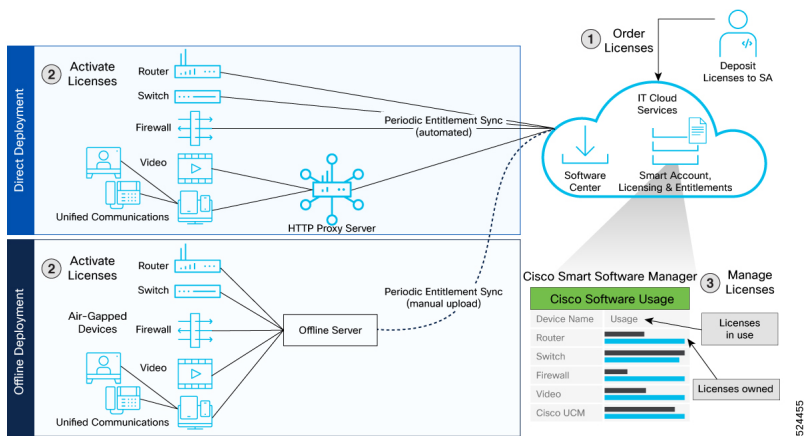 1
Order
Licenses
Deposit
Licenses to SA
IT Cloud
Services
Software
Center
Smart Account,
Licensing & Entitlements
Direct Deployment
2
Activate
Licenses
Router
Switch
Firewall
Video
Unified Communications
HTTP Proxy Server
Periodic Entitlement Sync
(automated)
Offline Deployment
2
Activate
Licenses
Router
Switch
Air-Gapped
Devices
Firewall
Video
Unified Communications
Offline Server
Periodic Entitlement Sync
(manual upload)
Cisco Smart Software Manager
3
Manage
Licenses
Cisco Software Usage
Device Name Usage
Router
Switch
Firewall
Video
Cisco UCM
Licenses
in use
Licenses owned
524455